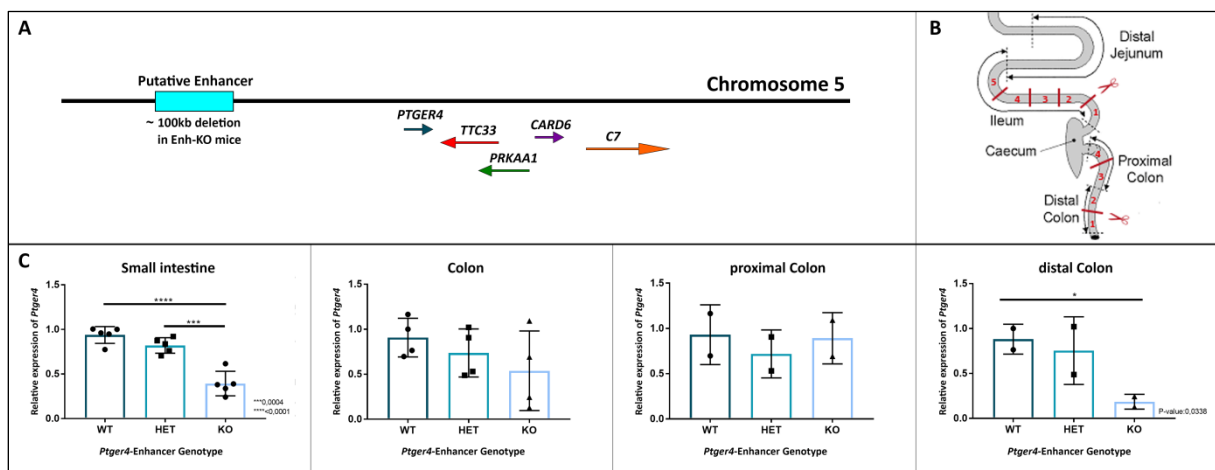 A
Putative Enhancer
~ 100kb deletion
in Enh-KO mice
Chromosome 5
PTGER4
TTC33
PRKAA1
CARD6
C7
B
Distal
Jejunum
5
4
3
2
1
Ileum
Caecum
4
3
Proximal
Colon
2
Distal
Colon
1
C
Small intestine
Relative expression of Ptger4
1.5
1.0
0.5
0.0
****
***
***0,0004
****<0,0001
WT
HET
KO
Ptger4-Enhancer Genotype
Colon
Relative expression of Ptger4
1.5
1.0
0.5
0.0
WT
HET
KO
Ptger4-Enhancer Genotype
proximal Colon
Relative expression of Ptger4
1.5
1.0
0.5
0.0
WT
HET
KO
Ptger4-Enhancer Genotype
distal Colon
Relative expression of Ptger4
1.5
1.0
0.5
0.0
*
P-value:0,0338
WT
HET
KO
Ptger4-Enhancer Genotype